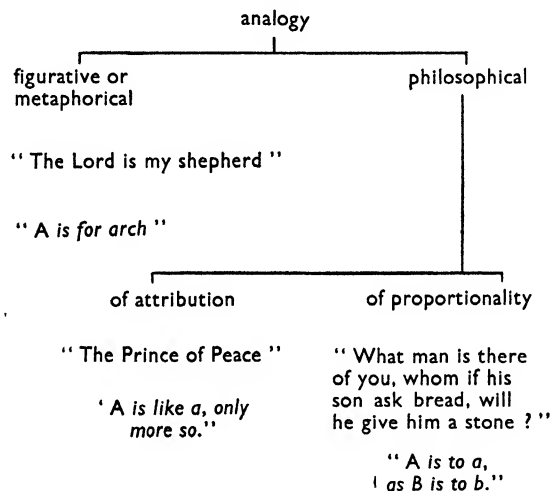 analogy
figurative or
metaphorical
philosophical
“ The Lord is my shepherd ”
“ A is for arch ”
of attribution
of proportionality
“ The Prince of Peace ”
‘ A is like a, only
more so.”
“ What man is there
of you, whom if his
son ask bread, will
he give him a stone ? ”
“ A is to a,
as B is to b.”